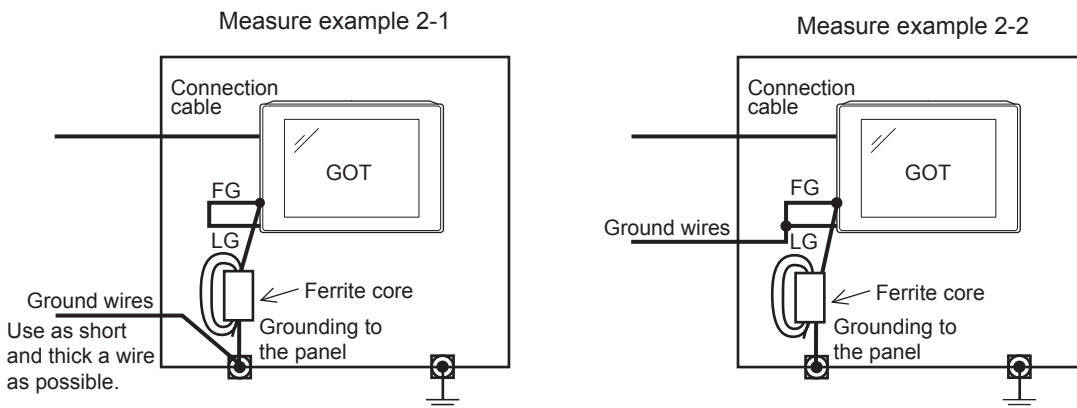 Measure example 2-1
Connection
cable
GOT
FG
LG
Ferrite core
Ground wires
Use as short
and thick a wire
as possible.
Grounding to
the panel
Measure example 2-2
Connection
cable
GOT
FG
Ground wires
LG
Ferrite core
Grounding to
the panel